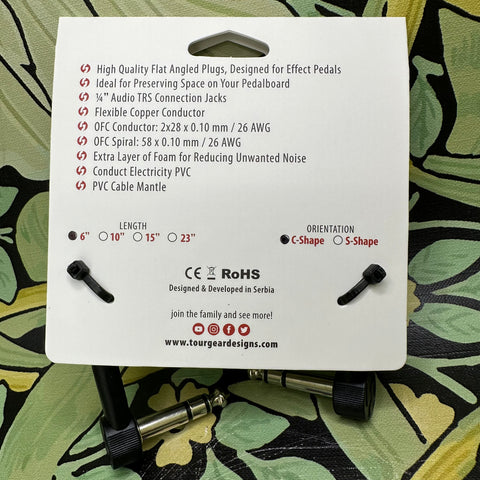 High Quality Flat Angled Plugs, Designed for Effect Pedals
Ideal for Preserving Space on Your Pedalboard
¼" Audio TRS Connection Jacks
Flexible Copper Conductor
OFC Conductor: 2x28 x 0.10 mm / 26 AWG
OFC Spiral: 58 x 0.10 mm / 26 AWG
Extra Layer of Foam for Reducing Unwanted Noise
Conduct Electricity PVC
PVC Cable Mantle
LENGTH
6" 10" 15" 23"
ORIENTATION
C-Shape S-Shape
CE RoHS
Designed & Developed in Serbia
join the family and see more!
www.tourgeardesigns.com